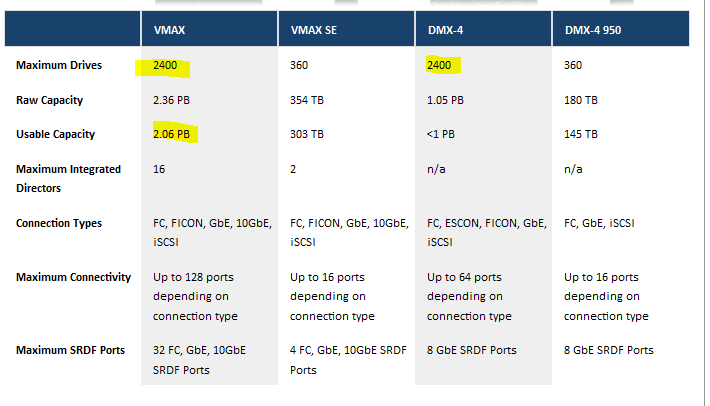 VMAX VMAX SE DMX-4 DMX-4 950
Maximum Drives 2400 360 2400 360
Raw Capacity 2.36 PB 354 TB 1.05 PB 180 TB
Usable Capacity 2.06 PB 303 TB <1 PB 145 TB
Maximum Integrated 16 2 n/a n/a
Directors
Connection Types FC, FICON, GbE, 10GbE, FC, FICON, GbE, 10GbE, FC, ESCON, FICON, GbE, FC, GbE, iSCSI
iSCSI iSCSI iSCSI
Maximum Connectivity Up to 128 ports Up to 16 ports Up to 64 ports Up to 16 ports
depending on depending on depending on depending on
connection type connection type connection type connection type
Maximum SRDF Ports 32 FC, GbE, 10GbE 4 FC, GbE, 10GbE SRDF 8 GbE SRDF Ports 8 GbE SRDF Ports
SRDF Ports Ports